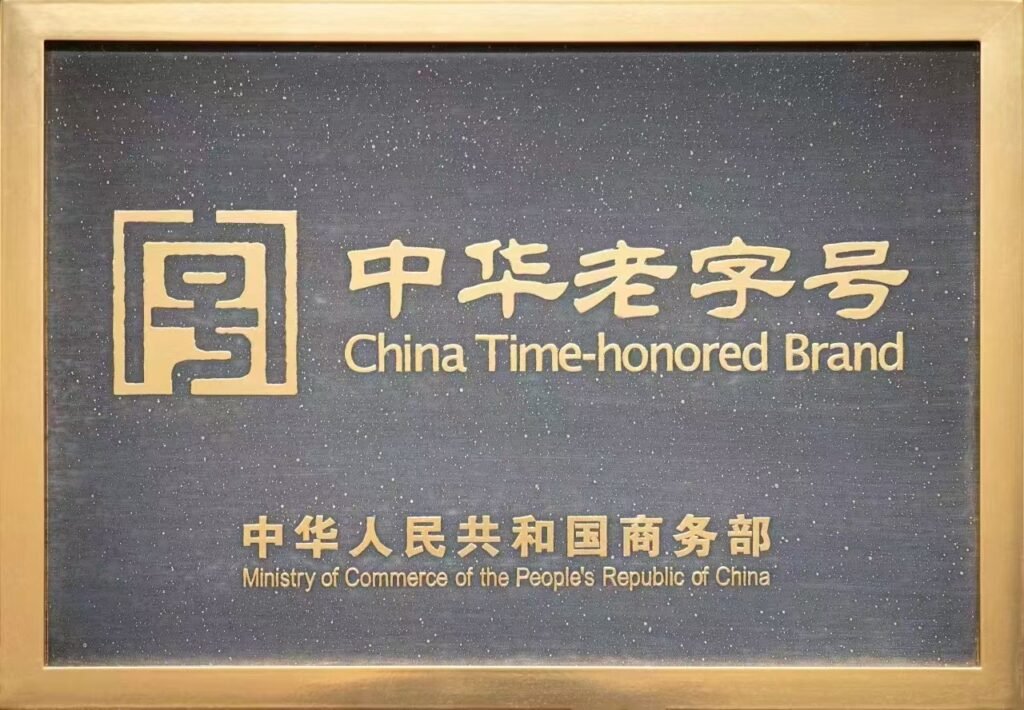 中华老字号
China Time-honored Brand
中华人民共和国商务部
Ministry of Commerce of the People's Republic of China